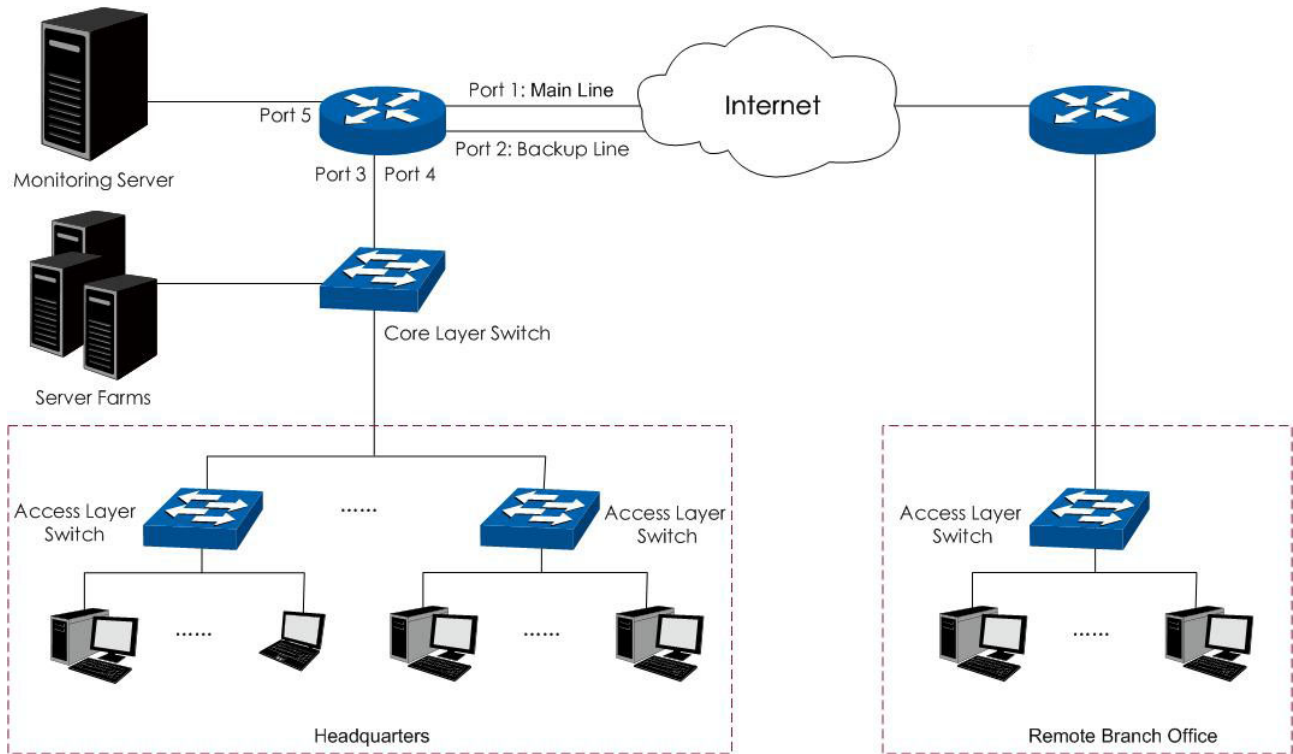 Port 1: Main Line
Internet
Port 5
Port 2: Backup Line
Monitoring Server
Port 3
Port 4
Core Layer Switch
Server Farms
Access Layer
Switch
......
Access Layer
Switch
Access Layer
Switch
......
......
......
Headquarters
Remote Branch Office